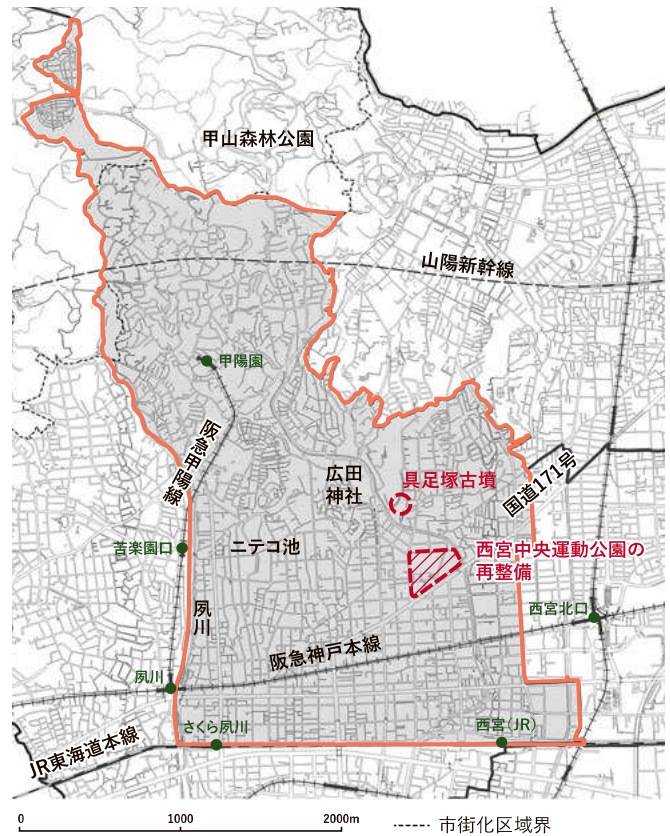 甲山森林公園
山陽新幹線
甲陽園
阪急甲陽線
広田
神社
具足塚古墳
国道171号
苦楽園口
ニテコ池
西宮中央運動公園の
再整備
夙川
西宮北口
阪急神戸本線
夙川
さくら夙川
西宮(JR)
JR東海道本線
0
1000
2000m
市街化区域界